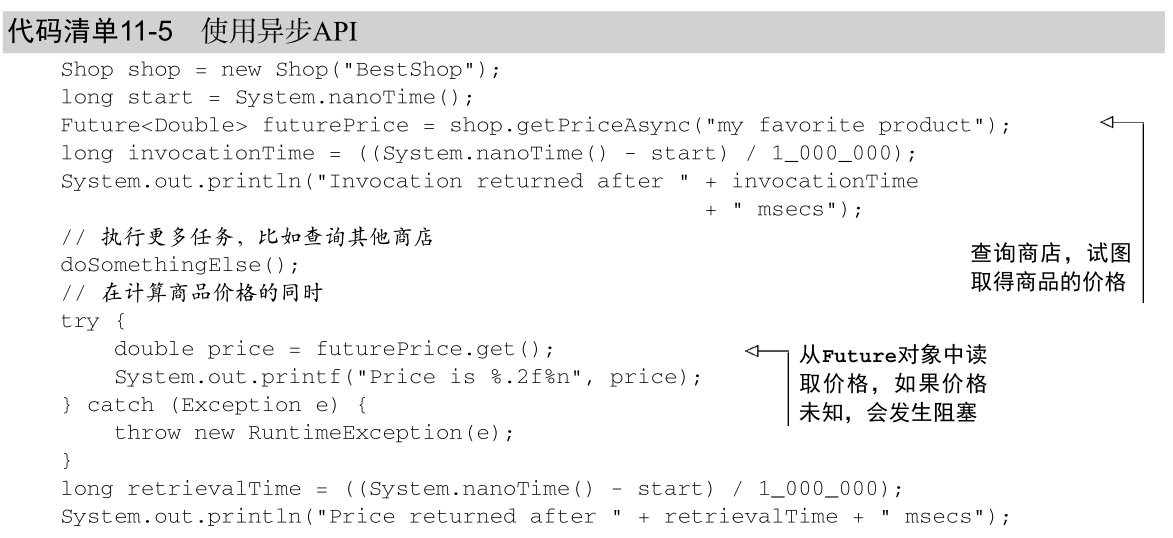 代码清单11-5 使用异步API
Shop shop = new Shop("BestShop");
long start = System.nanoTime();
Future<Double> futurePrice = shop.getPriceAsync("my favorite product");
long invocationTime = ((System.nanoTime() - start) / 1_000_000);
System.out.println("Invocation returned after " + invocationTime
+ " msecs");
// 执行更多任务，比如查询其他商店
doSomethingElse();
// 在计算商品价格的同时
try {
    double price = futurePrice.get();
    System.out.printf("Price is %.2f%n", price);
} catch (Exception e) {
    throw new RuntimeException(e);
}
long retrievalTime = ((System.nanoTime() - start) / 1_000_000);
System.out.println("Price returned after " + retrievalTime + " msecs");
查询商店，试图
取得商品的价格
从Future对象中读
取价格，如果价格
未知，会发生阻塞